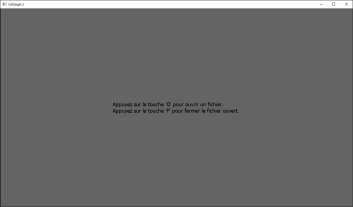 Appuyez sur la touche 'O' pour ouvrir un fichier.
Appuyez sur la touche 'F' pour fermer le fichier ouvert.